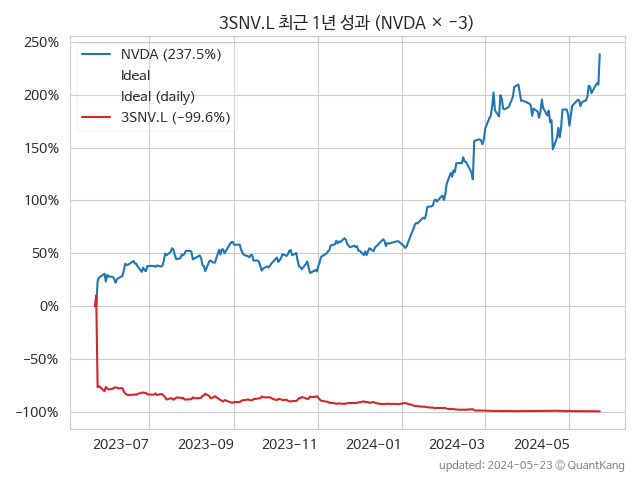 3SNV.L 최근 1년 성과 (NVDA × −3)
250%
200%
150%
100%
50%
0%
−50%
−100%
NVDA (237.5%)
Ideal
Ideal (daily)
3SNV.L (−99.6%)
2023-07 2023-09 2023-11 2024-01 2024-03 2024-05
updated: 2024-05-23 © QuantKang